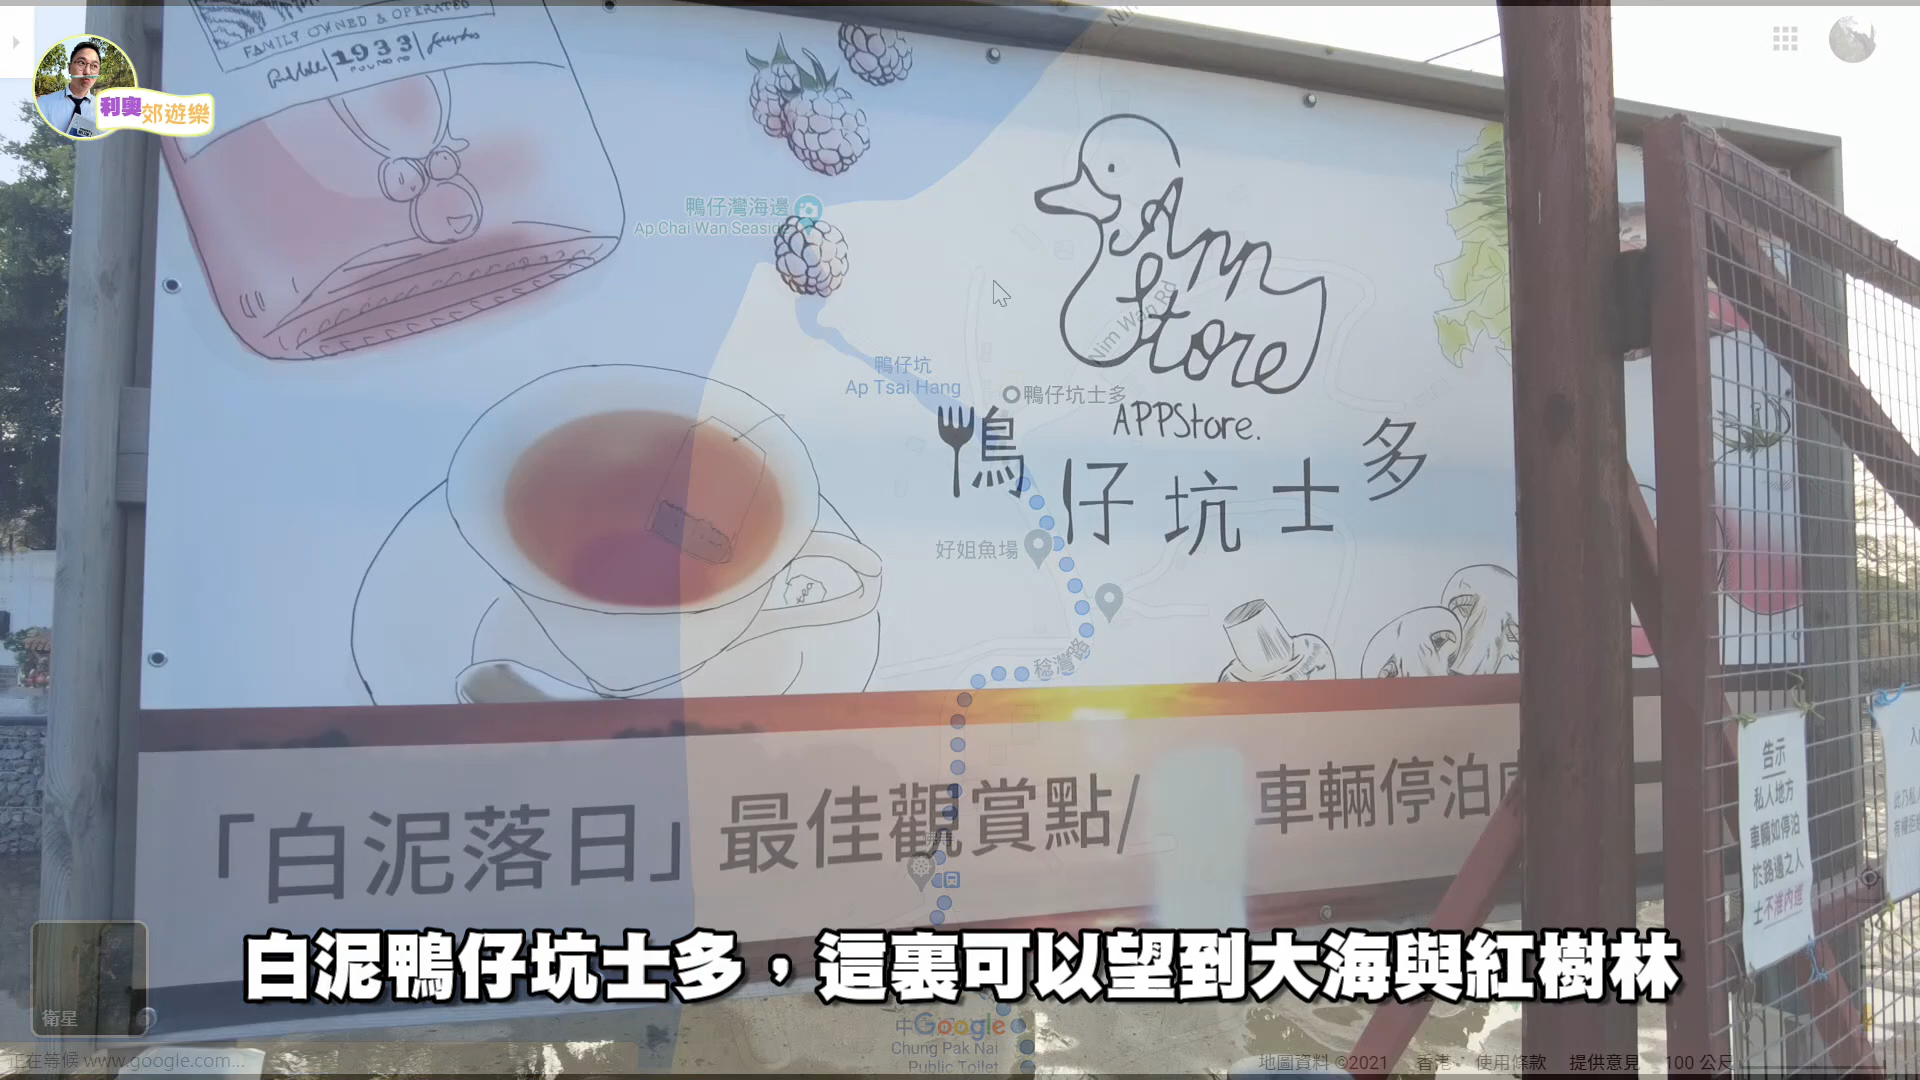 FAMILY OWNED & OPERATED
1933
利奧郊遊樂
鴨仔灣海邊
Ap Chai Wan Seaside
Ann
Store
Nim Wan Rd
鴨仔坑
Ap Tsai Hang
鴨仔坑士多
APPStore.
鴨仔坑士多
好姐魚場
tea
稔灣路
「白泥落日」最佳觀賞點/
車輛停泊
告示
私人地方
車輛如停泊
於路邊之人
士不准內進
白泥鴨仔坑士多，這裏可以望到大海與紅樹林
衛星
Google
Chung Pak Nai
Public Toilet
正在等候 www.google.com...
地圖資料 ©2021 香港 使用條款 提供意見 100 公尺